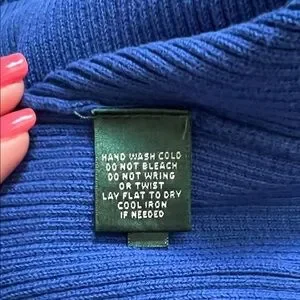 HAND WASH COLD
DO NOT BLEACH
DO NOT WRING
OR TWIST
LAY FLAT TO DRY
COOL IRON
IF NEEDED